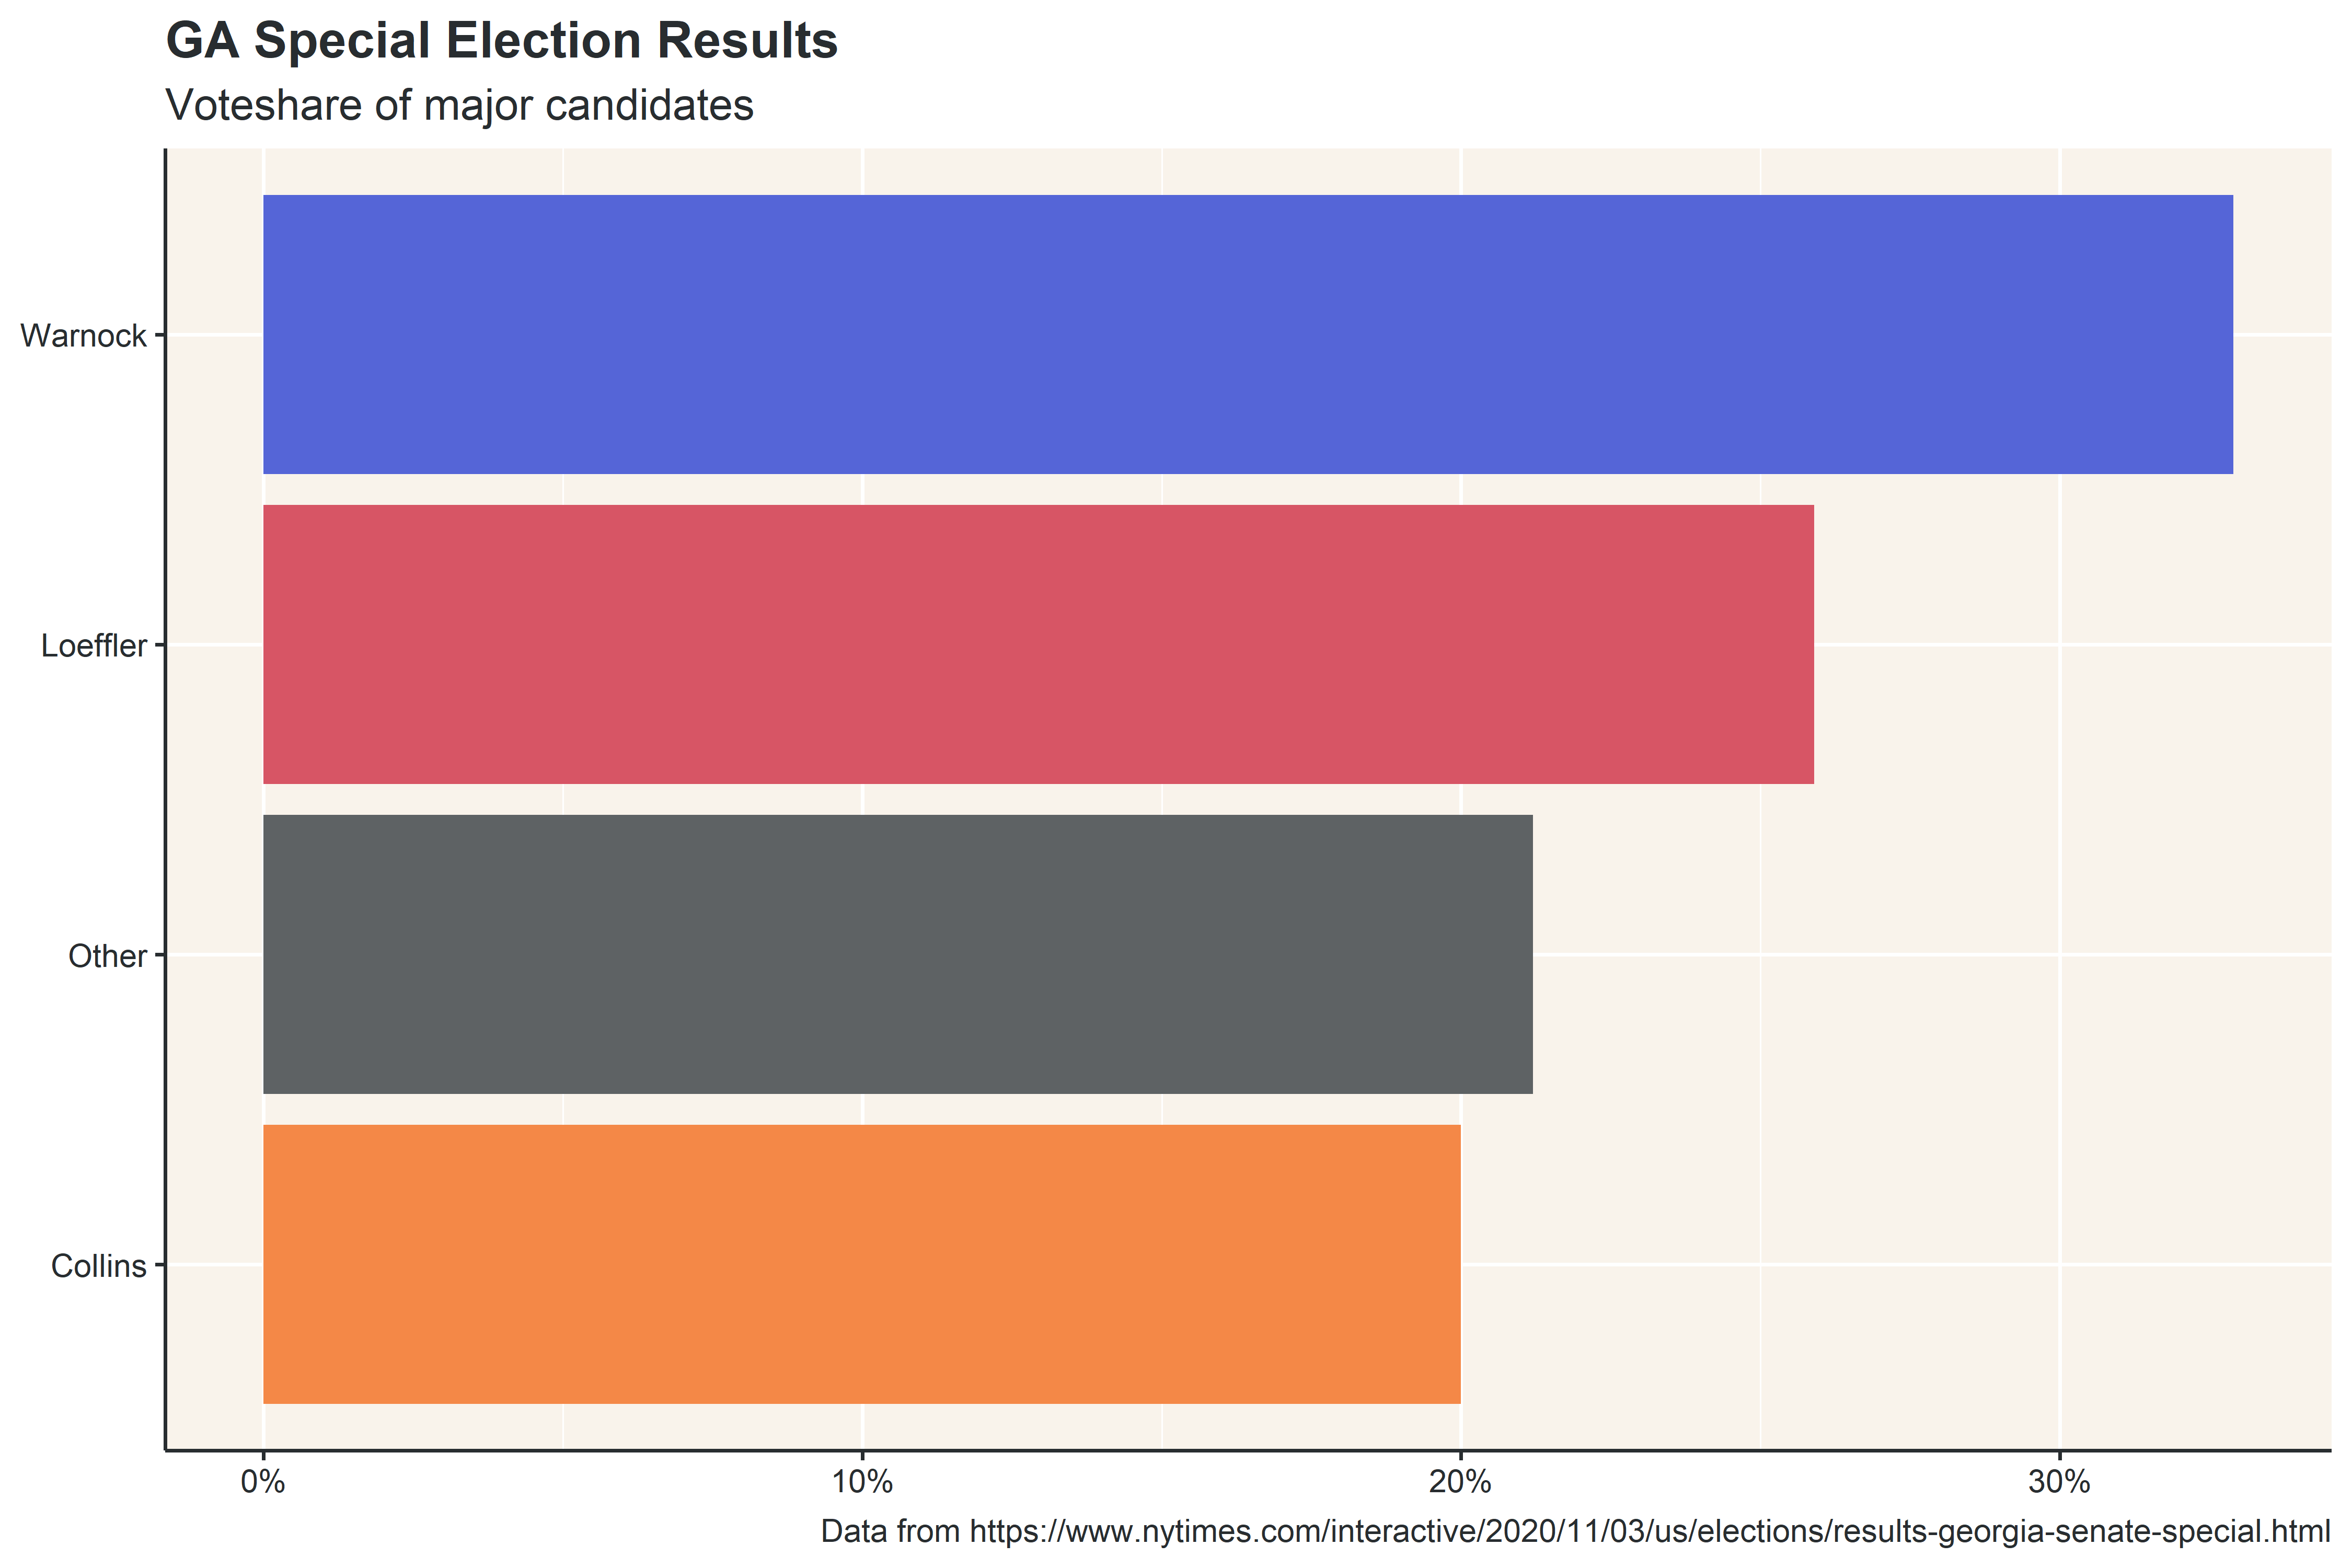 GA Special Election Results
Voteshare of major candidates
Warnock
Loeffler
Other
Collins
0% 10% 20% 30%
Data from https://www.nytimes.com/interactive/2020/11/03/us/elections/results-georgia-senate-special.html